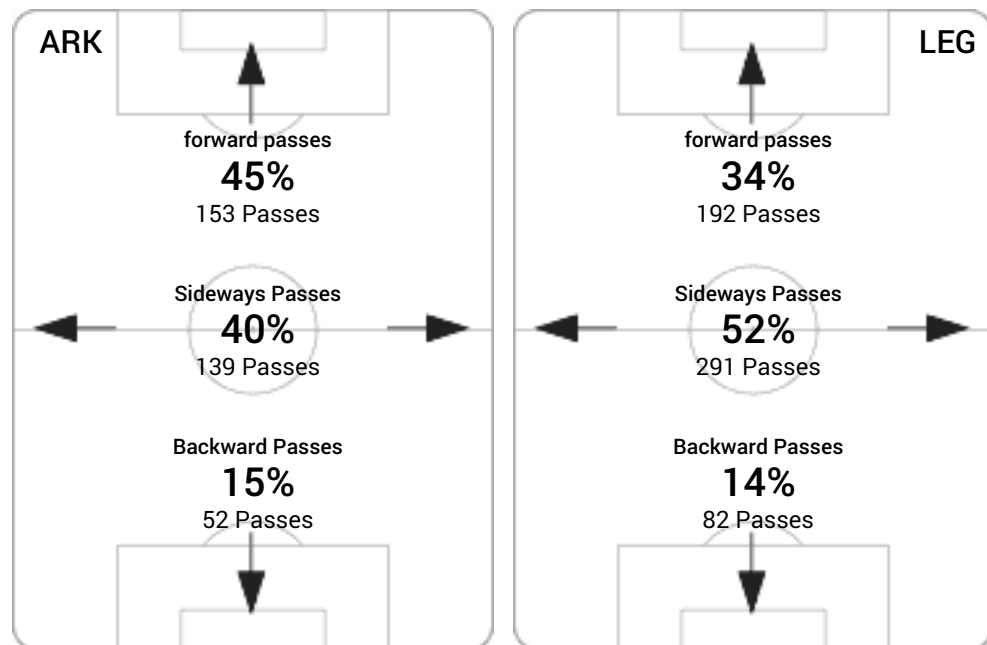 ARK
forward passes
45%
153 Passes
Sideways Passes
40%
139 Passes
Backward Passes
15%
52 Passes
LEG
forward passes
34%
192 Passes
Sideways Passes
52%
291 Passes
Backward Passes
14%
82 Passes